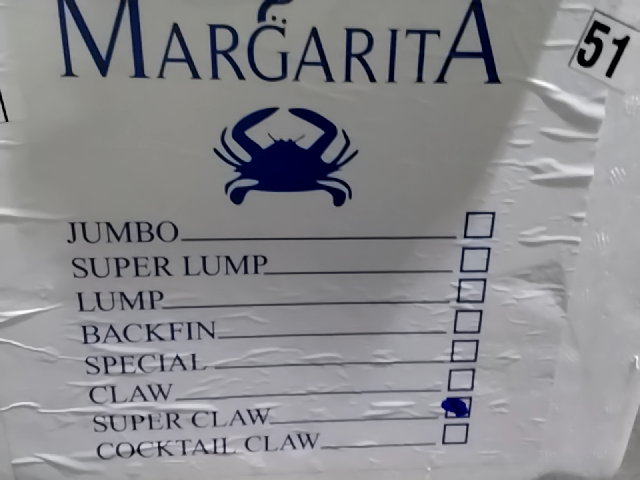 MARGARITA
51
JUMBO
SUPER LUMP
LUMP
BACKFIN
SPECIAL
CLAW
SUPER CLAW
COCKTAIL CLAW